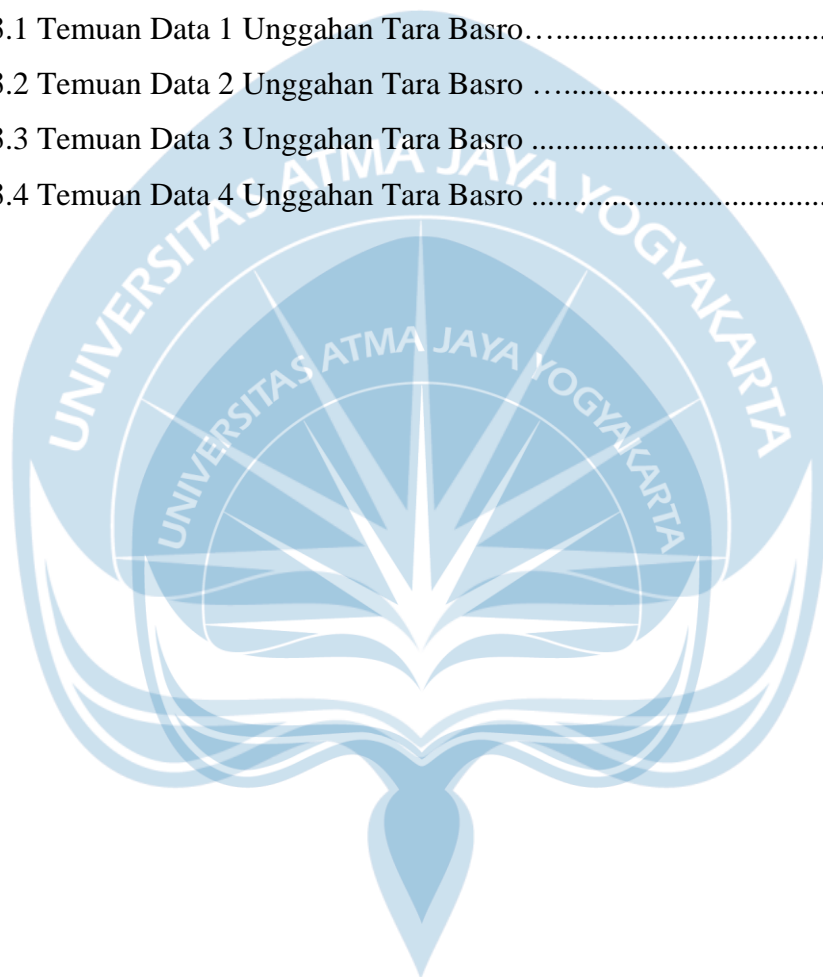 3.1 Temuan Data 1 Unggahan Tara Basro….................................
3.2 Temuan Data 2 Unggahan Tara Basro ….................................
3.3 Temuan Data 3 Unggahan Tara Basro .....................................
3.4 Temuan Data 4 Unggahan Tara Basro .....................................
UNIVERSITAS ATMA JAYA YOGYAKARTA
UNIVERSITAS ATMA JAYA YOGYAKARTA